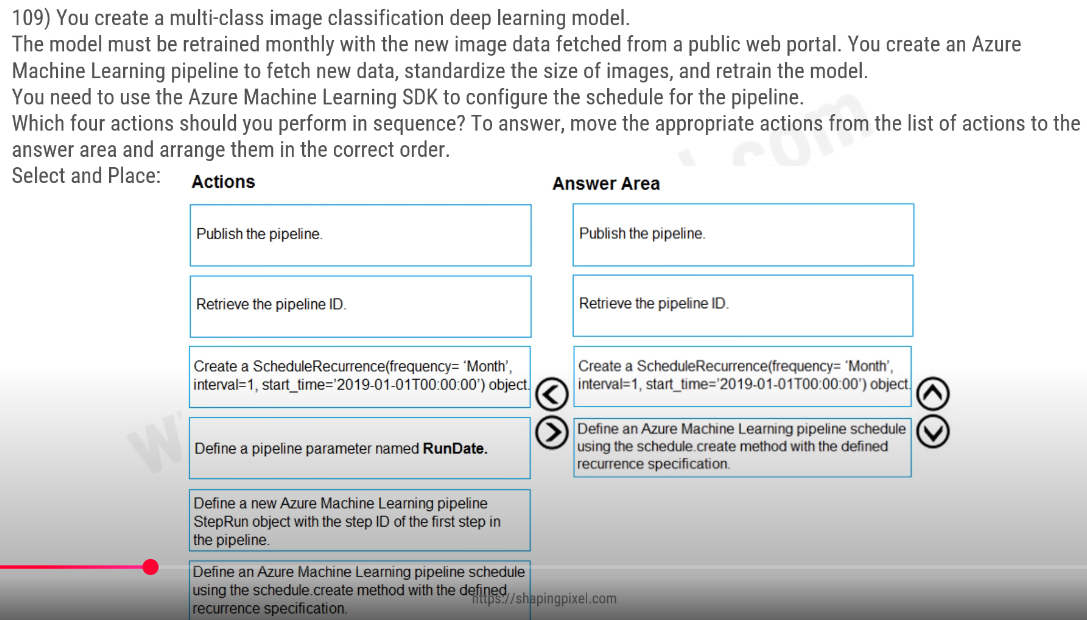 109) You create a multi-class image classification deep learning model.
The model must be retrained monthly with the new image data fetched from a public web portal. You create an Azure
Machine Learning pipeline to fetch new data, standardize the size of images, and retrain the model.
You need to use the Azure Machine Learning SDK to configure the schedule for the pipeline.
Which four actions should you perform in sequence? To answer, move the appropriate actions from the list of actions to the
answer area and arrange them in the correct order.
Select and Place:
Actions
Publish the pipeline.
Retrieve the pipeline ID.
Create a ScheduleRecurrence(frequency= ‘Month’,
interval=1, start_time=’2019-01-01T00:00:00’) object.
Define a pipeline parameter named RunDate.
Define a new Azure Machine Learning pipeline
StepRun object with the step ID of the first step in
the pipeline.
Define an Azure Machine Learning pipeline schedule
using the schedule.create method with the defined
recurrence specification.
Answer Area
Publish the pipeline.
Retrieve the pipeline ID.
Create a ScheduleRecurrence(frequency= ‘Month’,
interval=1, start_time=’2019-01-01T00:00:00’) object.
Define an Azure Machine Learning pipeline schedule
using the schedule.create method with the defined
recurrence specification.
https://shapingpixel.com